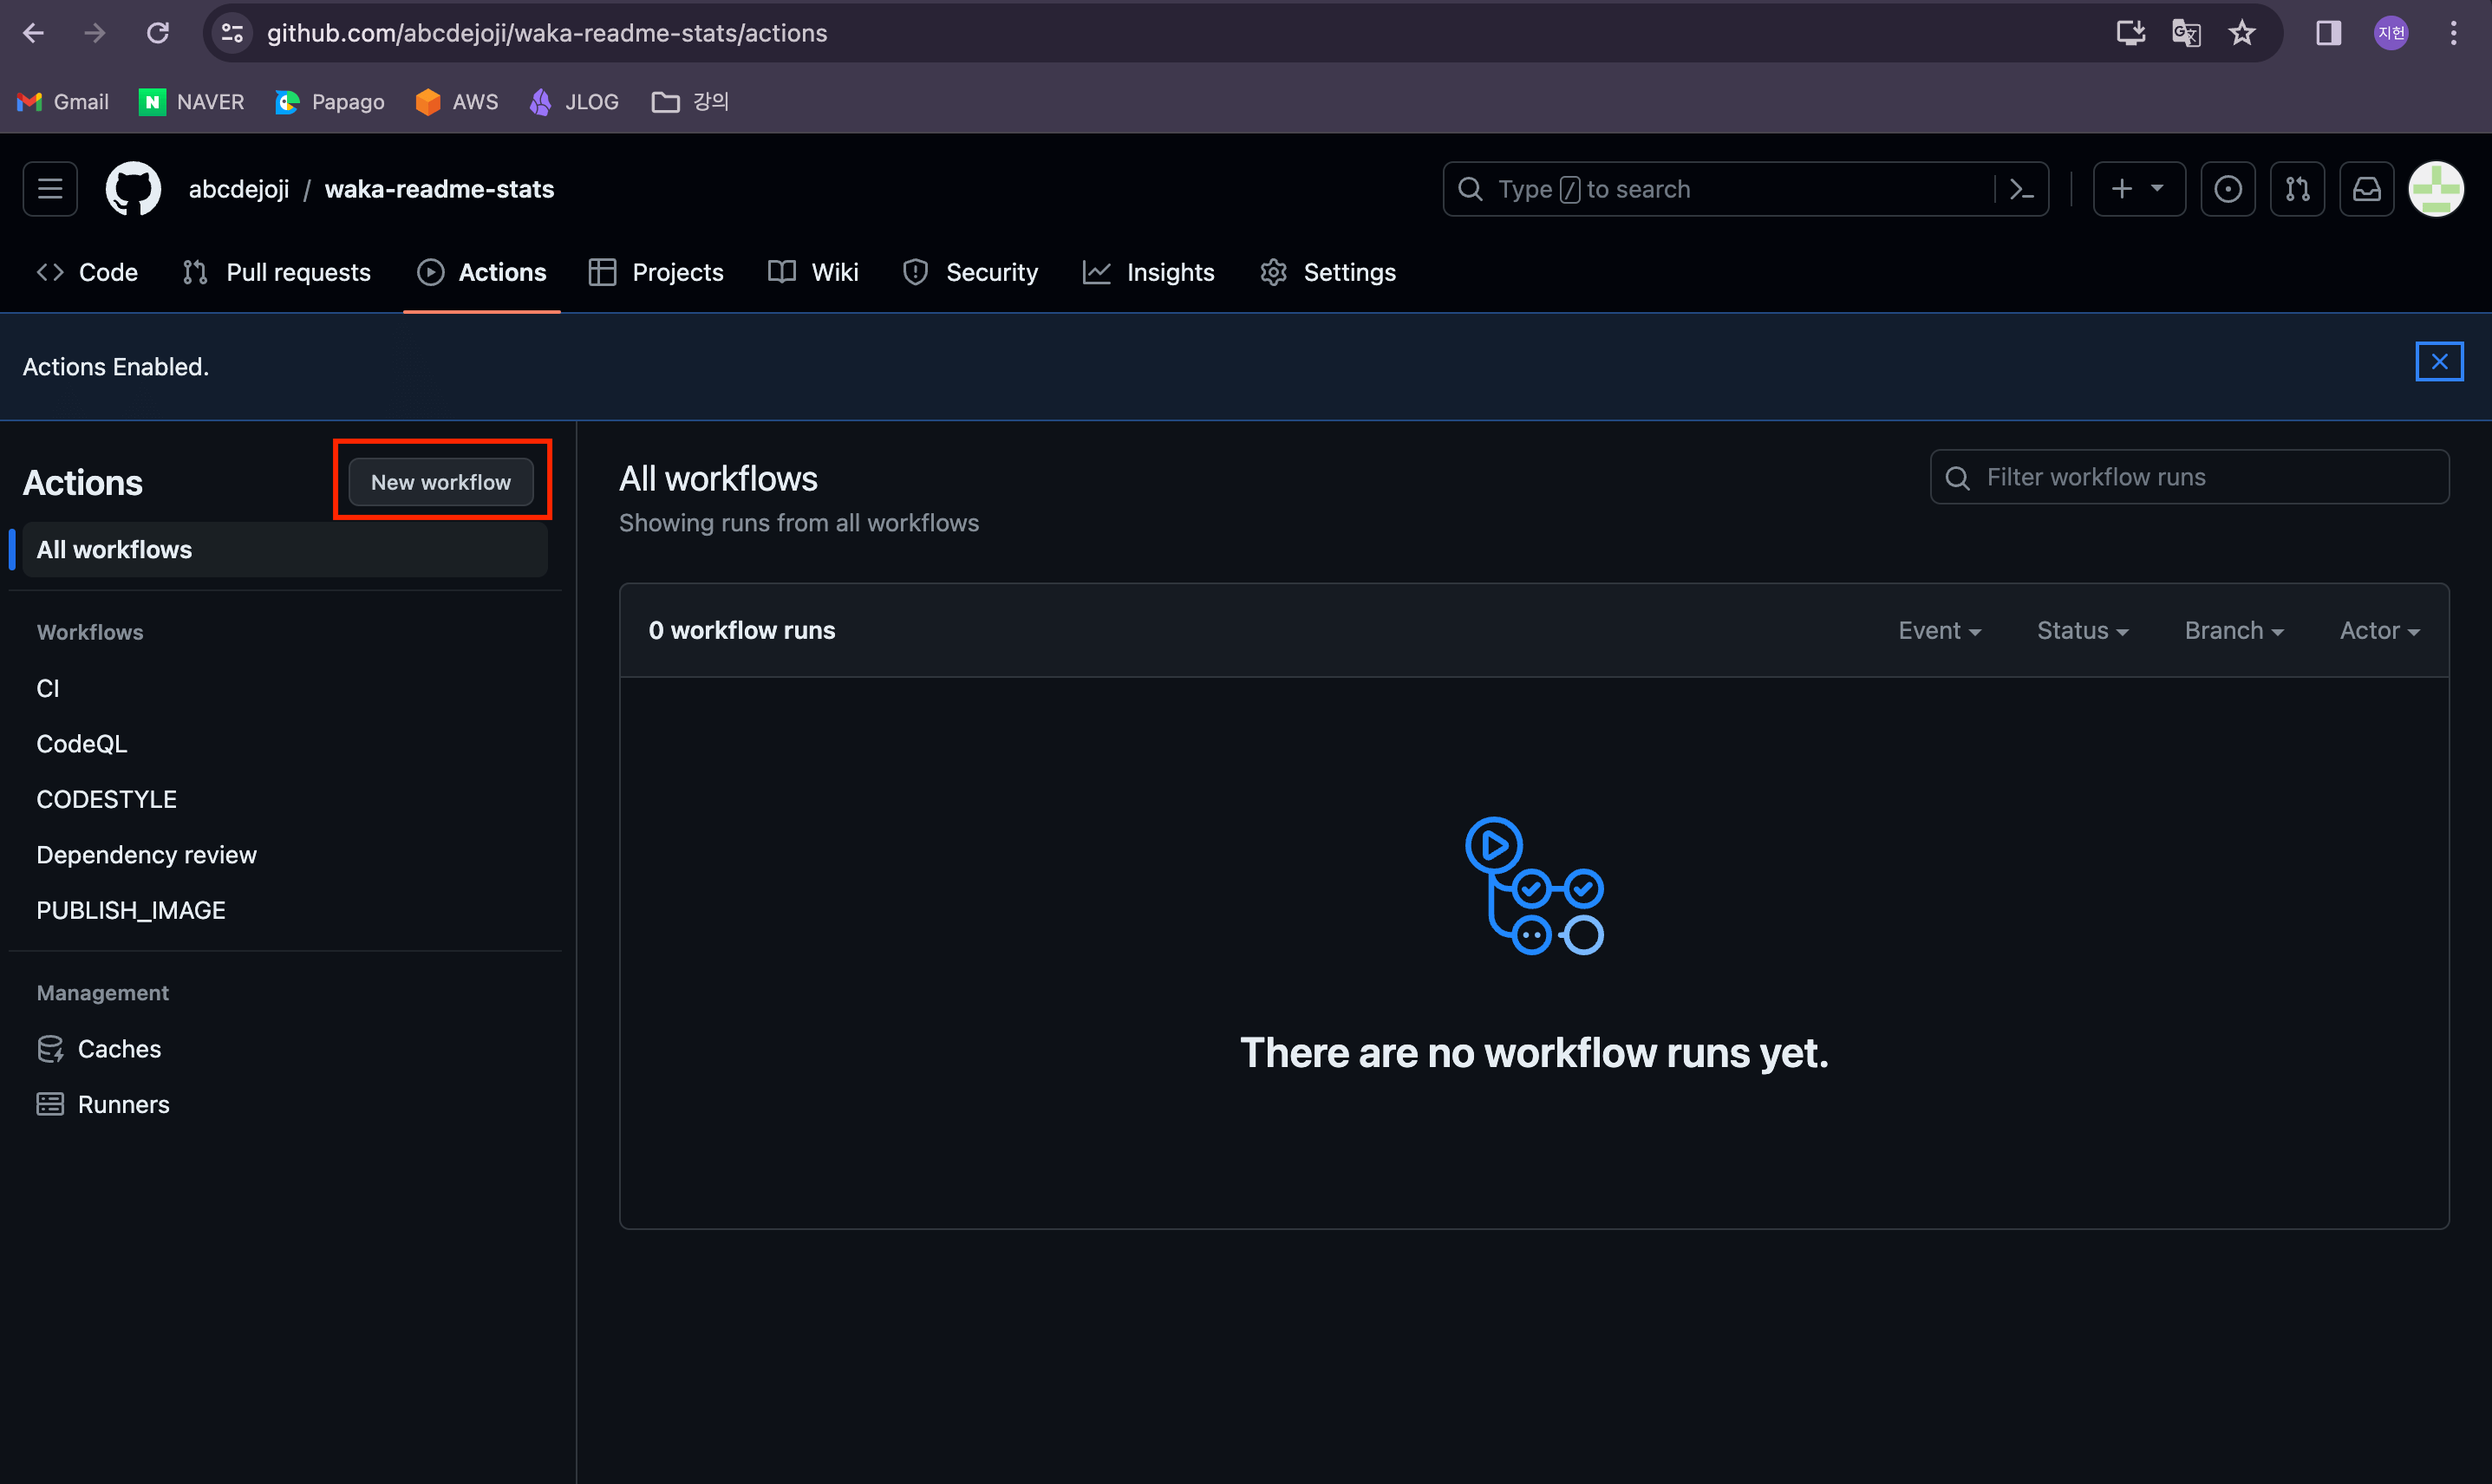 github.com/abcdejoji/waka-readme-stats/actions
지헌
Gmail NAVER Papago AWS JLOG 강의
abcdejoji / waka-readme-stats
Type / to search
Code Pull requests Actions Projects Wiki Security Insights Settings
Actions Enabled.
Actions
New workflow
All workflows
Workflows
CI
CodeQL
CODESTYLE
Dependency review
PUBLISH_IMAGE
Management
Caches
Runners
All workflows
Showing runs from all workflows
Filter workflow runs
0 workflow runs
Event Status Branch Actor
There are no workflow runs yet.